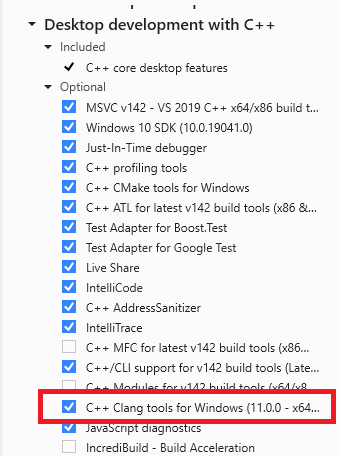 Desktop development with C++
Included
C++ core desktop features
Optional
MSVC v142 - VS 2019 C++ x64/x86 build t...
Windows 10 SDK (10.0.19041.0)
Just-In-Time debugger
C++ profiling tools
C++ CMake tools for Windows
C++ ATL for latest v142 build tools (x86 &...
Test Adapter for Boost.Test
Test Adapter for Google Test
Live Share
IntelliCode
C++ AddressSanitizer
IntelliTrace
C++ MFC for latest v142 build tools (x86...
C++/CLI support for v142 build tools (Late...
C++ Modules for v142 build tools (x64/x8...
C++ Clang tools for Windows (11.0.0 - x64...
JavaScript diagnostics
IncrediBuild - Build Acceleration